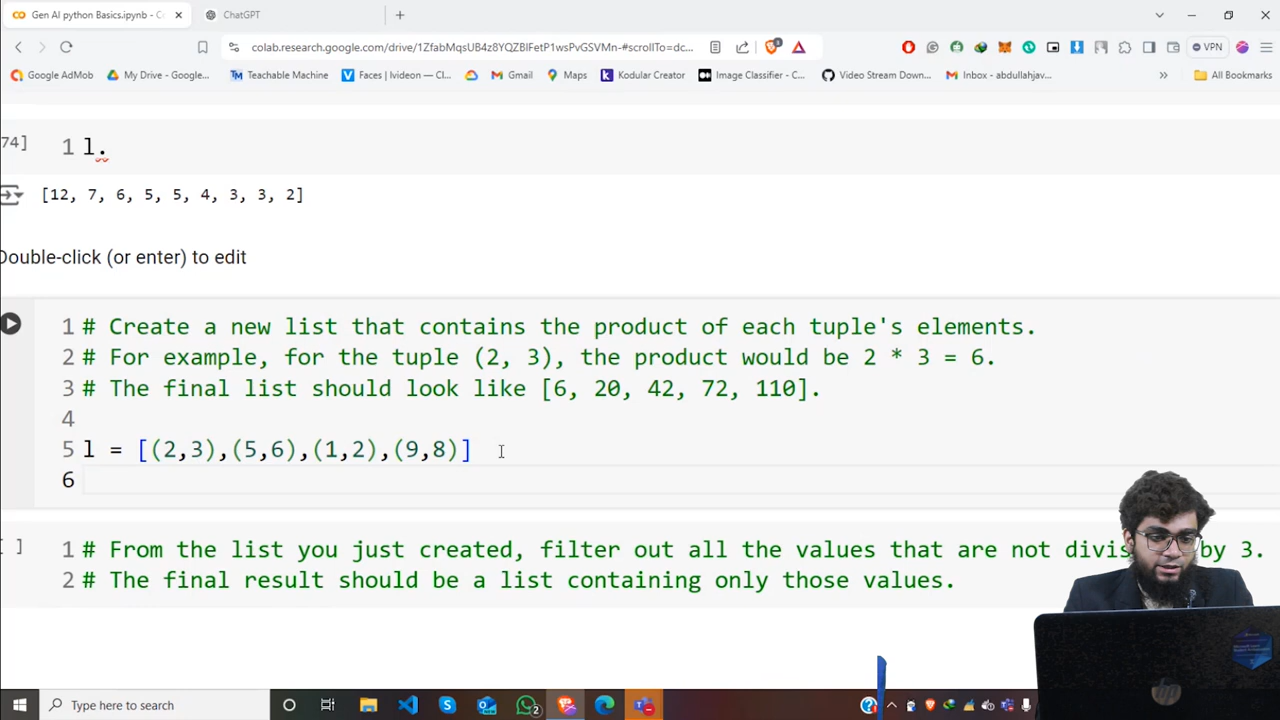 Gen AI python Basics.ipynb - Co
ChatGPT
colab.research.google.com/drive/1ZfabMqsUB4z8YQZBlFetP1wsPvGSVMn-#scrollTo=dc...
VPN
Google AdMob
My Drive - Google...
Teachable Machine
Faces | Ivideon — Cl...
Gmail
Maps
Kodular Creator
Image Classifier - C...
Video Stream Down...
Inbox - abdullahjav...
All Bookmarks
74]
1 l.
[12, 7, 6, 5, 5, 4, 3, 3, 2]
Double-click (or enter) to edit
1 # Create a new list that contains the product of each tuple's elements.
2 # For example, for the tuple (2, 3), the product would be 2 * 3 = 6.
3 # The final list should look like [6, 20, 42, 72, 110].
4
5 l = [(2,3),(5,6),(1,2),(9,8)]
6
[ ]
1 # From the list you just created, filter out all the values that are not divis by 3.
2 # The final result should be a list containing only those values.
Type here to search
2
hp